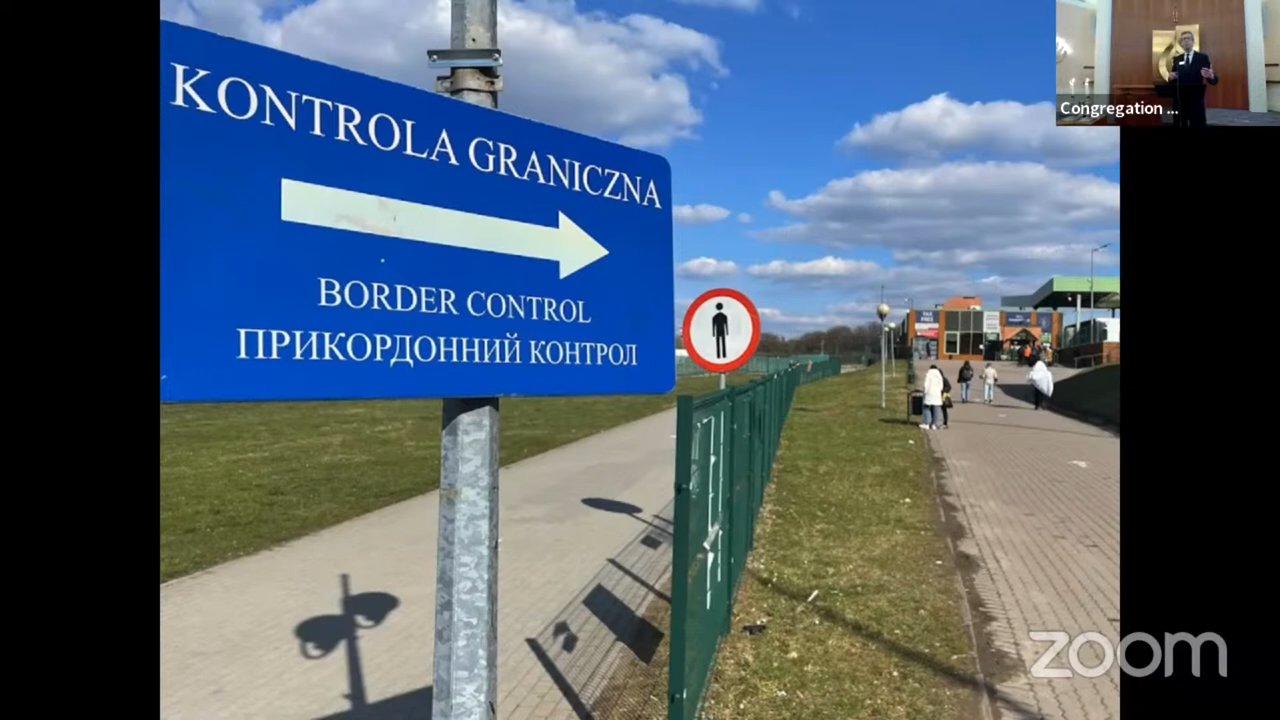 KONTROLA GRANICZNA
BORDER CONTROL
ПРИКОРДОННИЙ КОНТРОЛ
Congregation ...
zoom